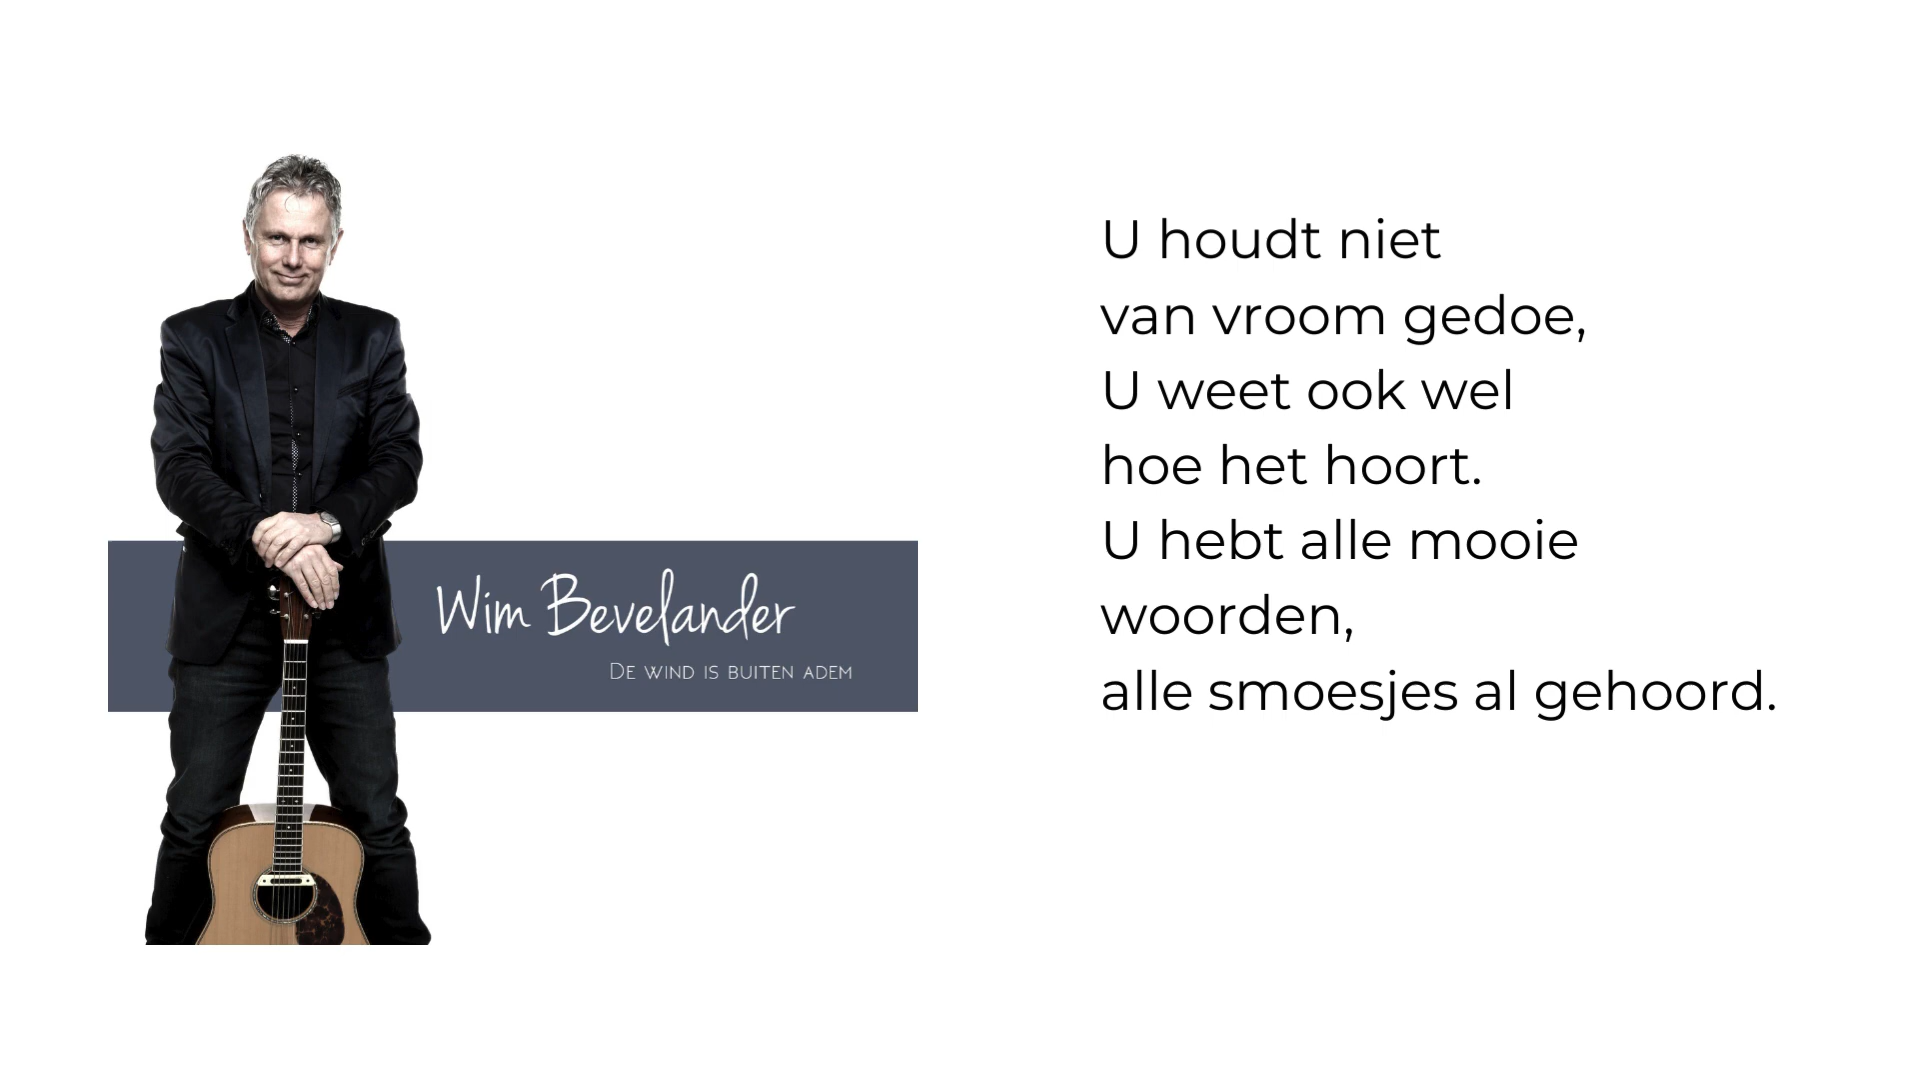 Wim Bevelander
De wind is buiten adem
U houdt niet
van vroom gedoe,
U weet ook wel
hoe het hoort.
U hebt alle mooie
woorden,
alle smoesjes al gehoord.